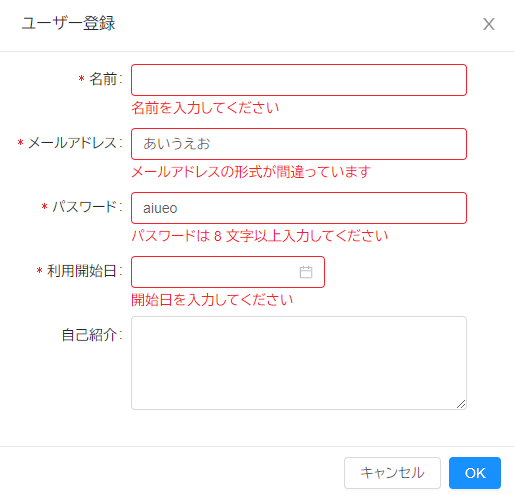 ユーザー登録
* 名前:
名前を入力してください
* メールアドレス: あいうえお
メールアドレスの形式が間違っています
* パスワード: aiueo
パスワードは 8 文字以上入力してください
* 利用開始日:
開始日を入力してください
自己紹介:
キャンセル OK